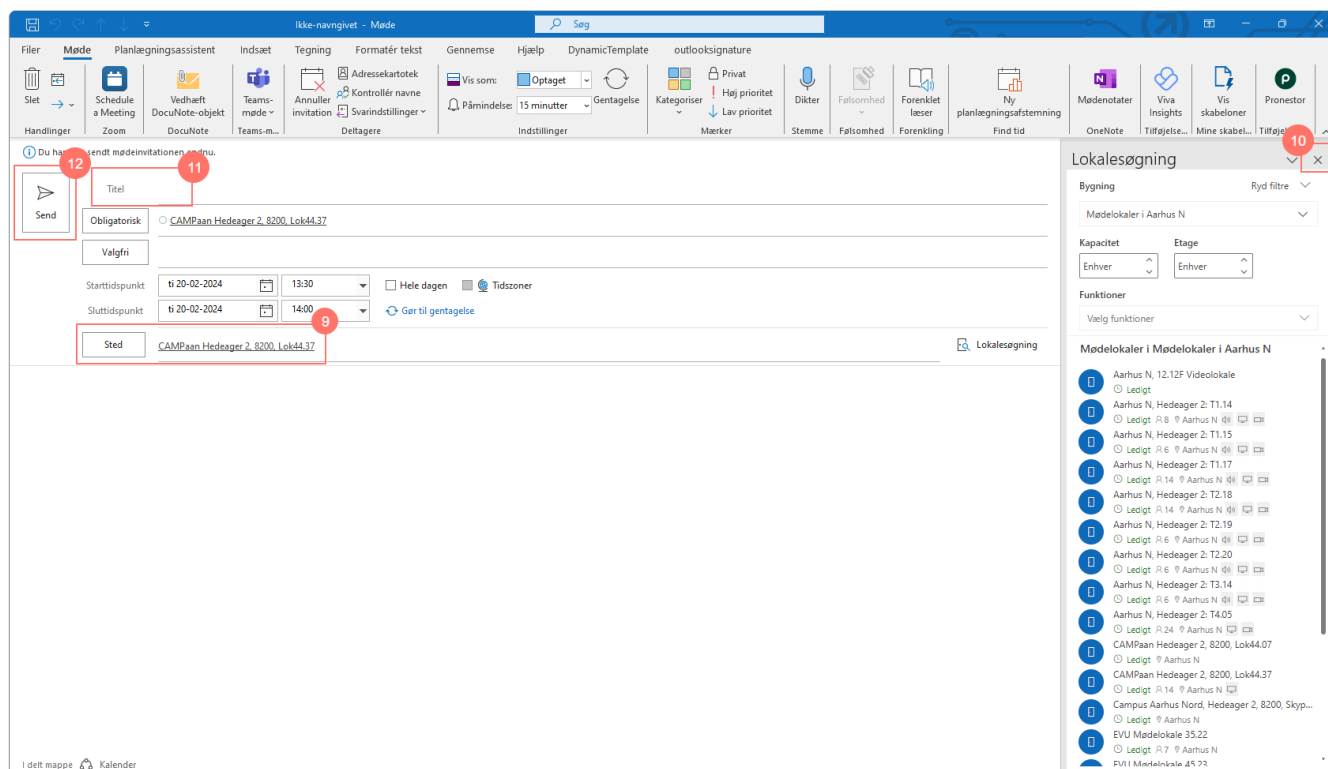 Ikke-navngivet - Møde
Søg
Filer Møde Planlægningsassistent Indsæt Tegning Formatér tekst Gennemse Hjælp DynamicTemplate outlooksignature
Slet
Handlinger
Schedule a Meeting
Zoom
Vedhæft DocuNote-objekt
DocuNote
Teams-møde
Teams-m...
Annuller invitation
Adressekartotek
Kontrollér navne
Svarindstillinger
Deltagere
Vis som: Optaget
Påmindelse: 15 minutter
Gentagelse
Indstillinger
Kategoriser
Privat
Høj prioritet
Lav prioritet
Mærker
Dikter
Stemme
Følsomhed
Følsomhed
Forenklet læser
Forenkling
Ny planlægningsafstemning
Find tid
Mødenotater
OneNote
Viva Insights
Tilføjelse...
Vis skabeloner
Mine skabel...
Pronestor
10
Du sendt mødeinvitationen
12
11
Send
Titel
Obligatorisk CAMPaan Hedeager 2, 8200, Lok44.37
Valgfri
Starttidspunkt ti 20-02-2024 13:30 Hele dagen Tidszoner
Sluttidspunkt ti 20-02-2024 14:00 Gør til gentagelse
9
Sted CAMPaan Hedeager 2, 8200, Lok44.37 Lokalesøgning
I delt mappe Kalender
Lokalesøgning
Bygning Ryd filtre
Mødelokaler i Aarhus N
Kapacitet Etage
Enhver Enhver
Funktioner
Vælg funktioner
Mødelokaler i Mødelokaler i Aarhus N
Aarhus N, 12.12F Videolokale
Ledigt
Aarhus N, Hedeager 2: T1.14
Ledigt 8 Aarhus N
Aarhus N, Hedeager 2: T1.15
Ledigt 6 Aarhus N
Aarhus N, Hedeager 2: T1.17
Ledigt 14 Aarhus N
Aarhus N, Hedeager 2: T2.18
Ledigt 14 Aarhus N
Aarhus N, Hedeager 2: T2.19
Ledigt 6 Aarhus N
Aarhus N, Hedeager 2: T2.20
Ledigt 6 Aarhus N
Aarhus N, Hedeager 2: T3.14
Ledigt 6 Aarhus N
Aarhus N, Hedeager 2: T4.05
Ledigt 24 Aarhus N
CAMPaan Hedeager 2, 8200, Lok44.07
Ledigt Aarhus N
CAMPaan Hedeager 2, 8200, Lok44.37
Ledigt 14 Aarhus N
Campus Aarhus Nord, Hedeager 2, 8200, Skyp...
Ledigt Aarhus N
EVU Mødelokale 35.22
Ledigt 7 Aarhus N
EVU Mødelokale 45.23